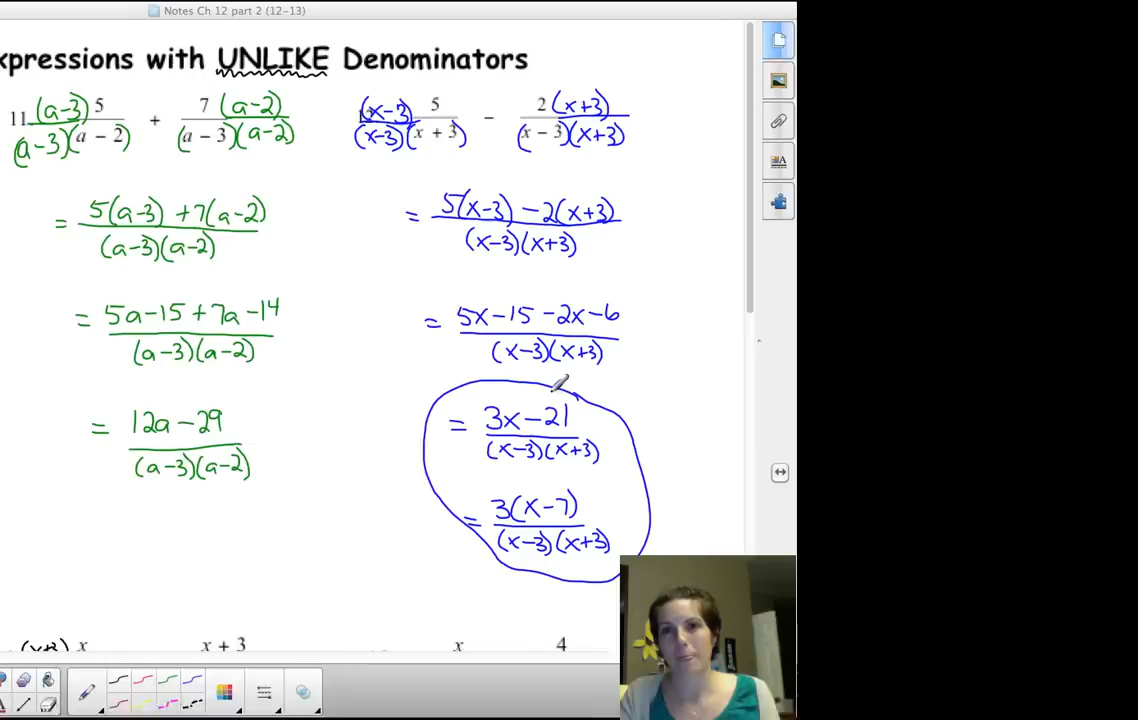 Notes Ch 12 part 2 (12-13)
xpressions with UNLIKE Denominators
11 (a-3) 5 / (a-3)(a - 2) + 7 (a-2) / (a - 3)(a-2)
= 5(a-3) + 7(a-2) / (a-3)(a-2)
= 5a-15 + 7a - 14 / (a-3)(a-2)
= 12a - 29 / (a-3)(a-2)
(x-3) 5 / (x-3)(x + 3) - 2 (x+3) / (x - 3)(x+3)
= 5(x-3) - 2(x+3) / (x-3)(x+3)
= 5x-15 -2x-6 / (x-3)(x+3)
= 3x-21 / (x-3)(x+3)
= 3(x-7) / (x-3)(x+3)
x x + 3
x 4